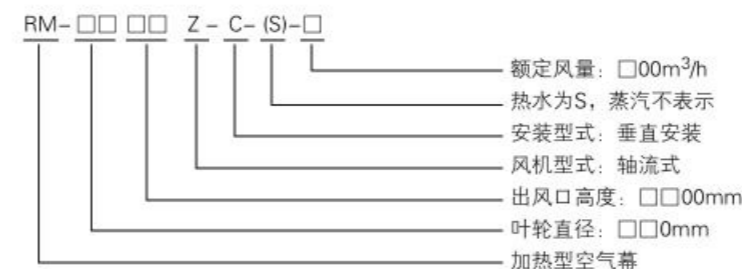 RM-□□ □□ Z-C-(S)-□
额定风量：□00m³/h
热水为S，蒸汽不表示
安装型式：垂直安装
风机型式：轴流式
出风口高度：□□00mm
叶轮直径：□□0mm
加热型空气幕